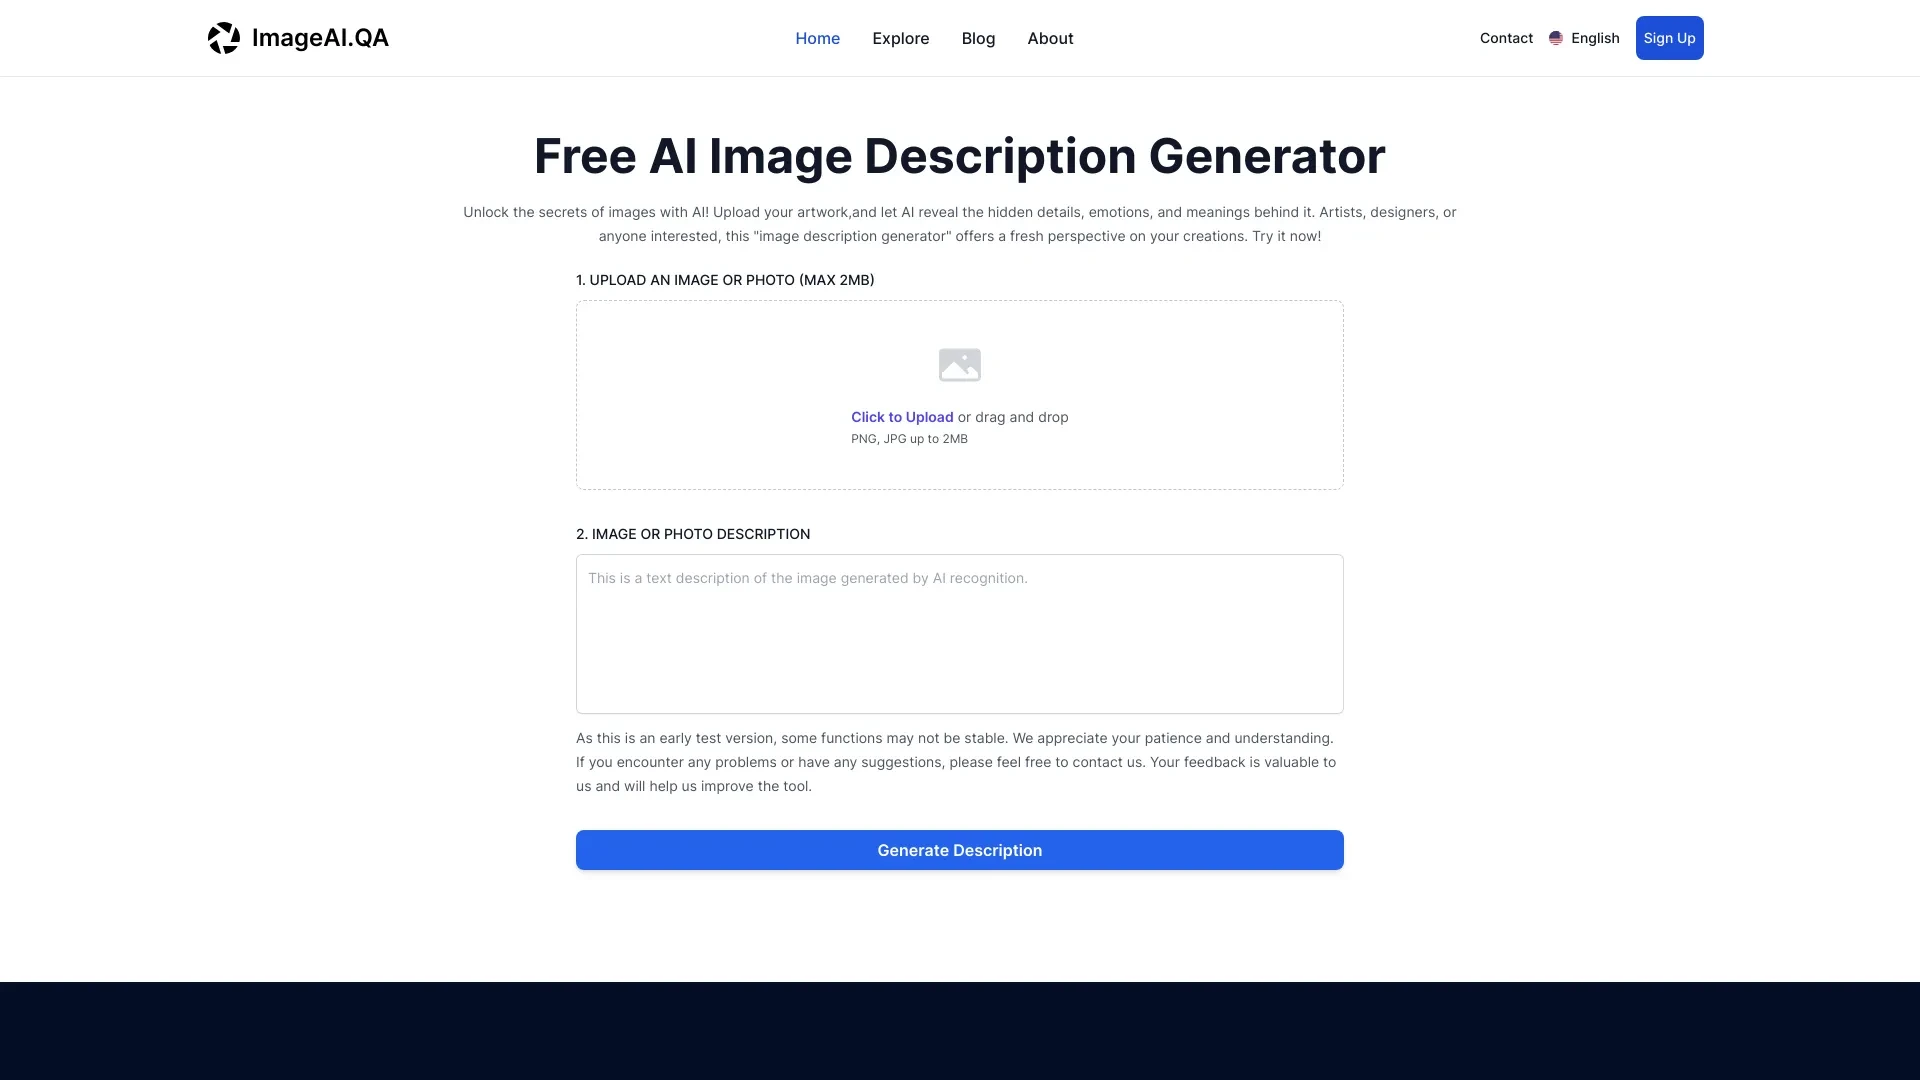 ImageAI.QA
Home
Explore
Blog
About
Contact
English
Sign Up
Free AI Image Description Generator
Unlock the secrets of images with AI! Upload your artwork,and let AI reveal the hidden details, emotions, and meanings behind it. Artists, designers, or
anyone interested, this "image description generator" offers a fresh perspective on your creations. Try it now!
1. UPLOAD AN IMAGE OR PHOTO (MAX 2MB)
Click to Upload or drag and drop
PNG, JPG up to 2MB
2. IMAGE OR PHOTO DESCRIPTION
This is a text description of the image generated by AI recognition.
As this is an early test version, some functions may not be stable. We appreciate your patience and understanding.
If you encounter any problems or have any suggestions, please feel free to contact us. Your feedback is valuable to
us and will help us improve the tool.
Generate Description